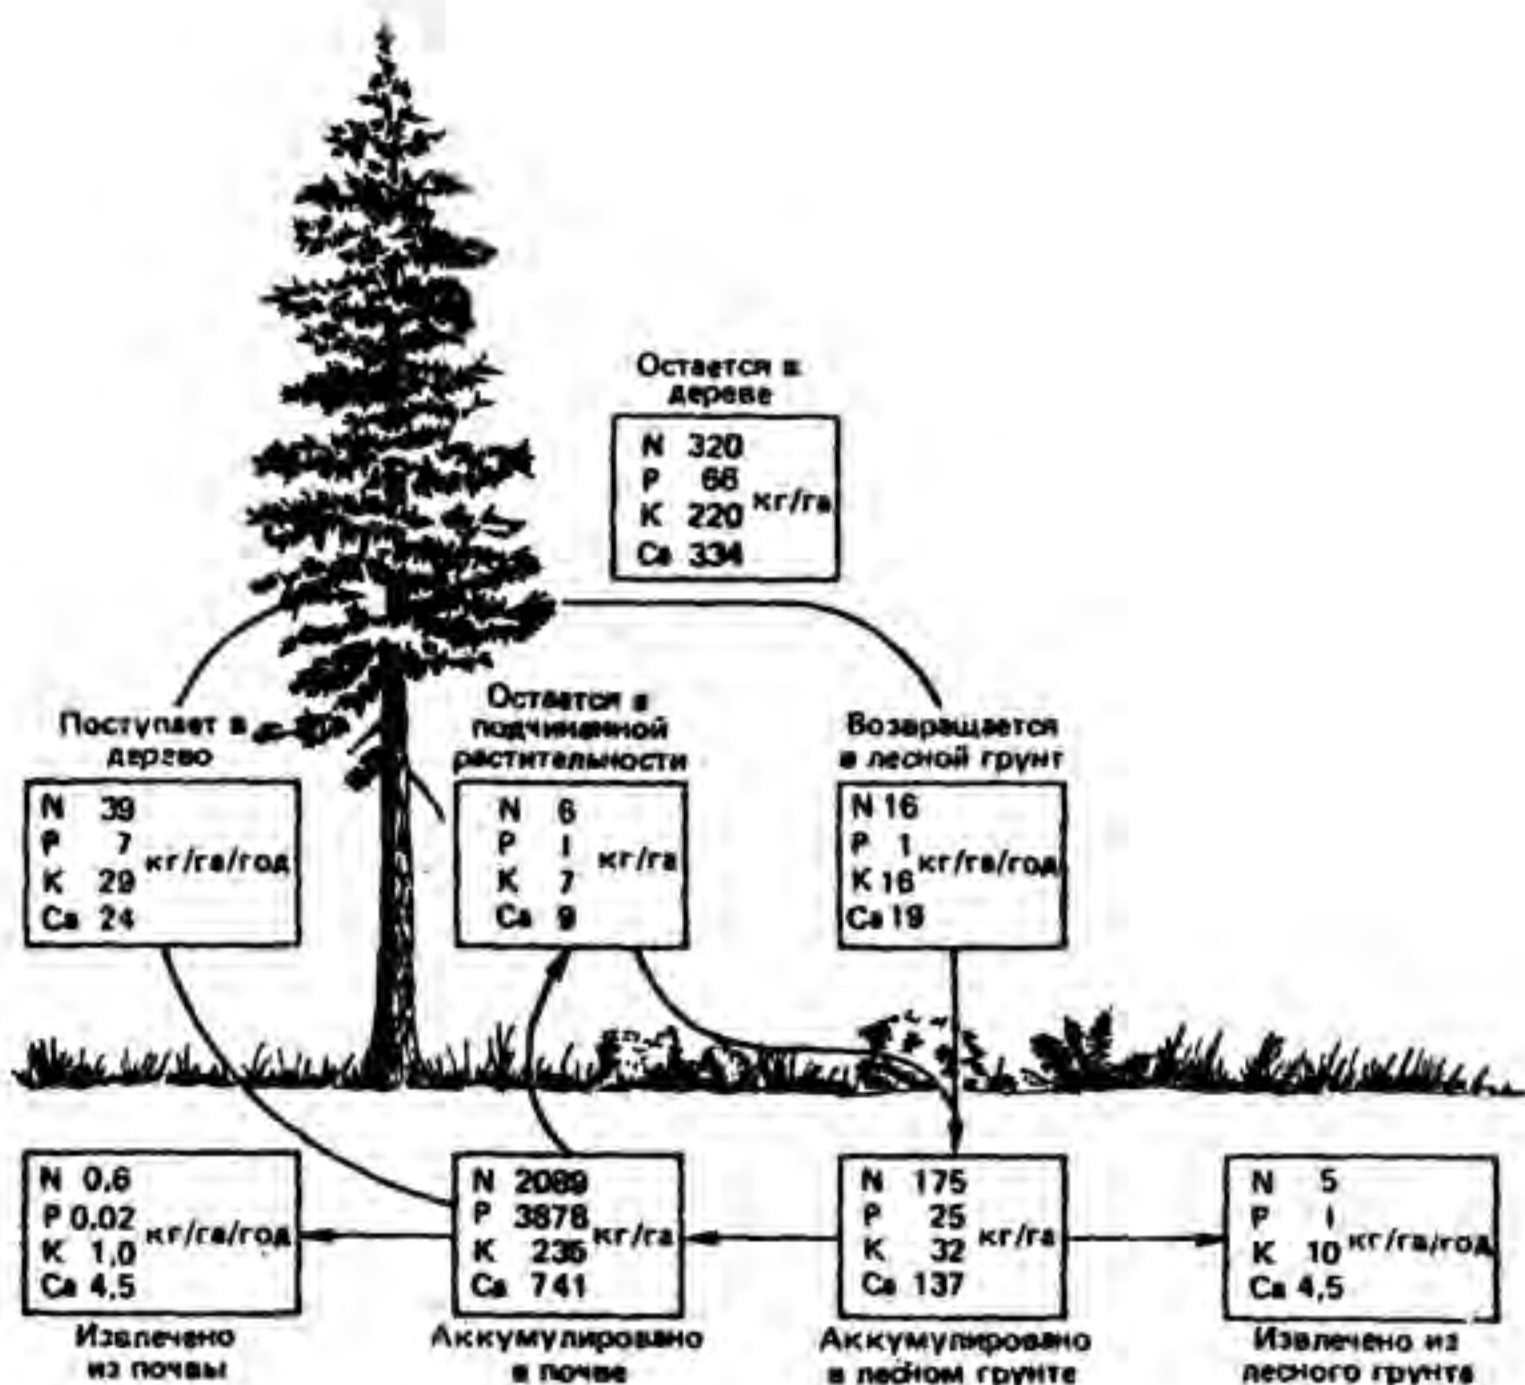 Остается в
дереве
N 320
P 66
K 220
Ca 334
кг/га
Поступает в
дерево
N 39
P 7
K 29
Ca 24
кг/га/год
Остается в
подчиненной
растительности
N 6
P 1
K 7
Ca 9
кг/га
Возвращается
в лесной грунт
N 16
P 1
K 16
Ca 19
кг/га/год
N 0.6
P 0.02
K 1,0
Ca 4.5
кг/га/год
Извлечено
из почвы
N 2089
P 3878
K 235
Ca 741
кг/га
Аккумулировано
в почве
N 175
P 25
K 32
Ca 137
кг/га
Аккумулировано
в лесном грунте
N 5
P 1
K 10
Ca 4,5
кг/га/год
Извлечено из
лесного грунта